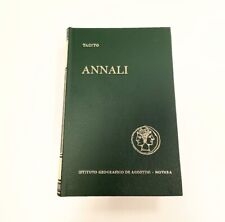 TACITO
ANNALI
ISTITUTO GEOGRAFICO DE AGOSTINI - NOVARA